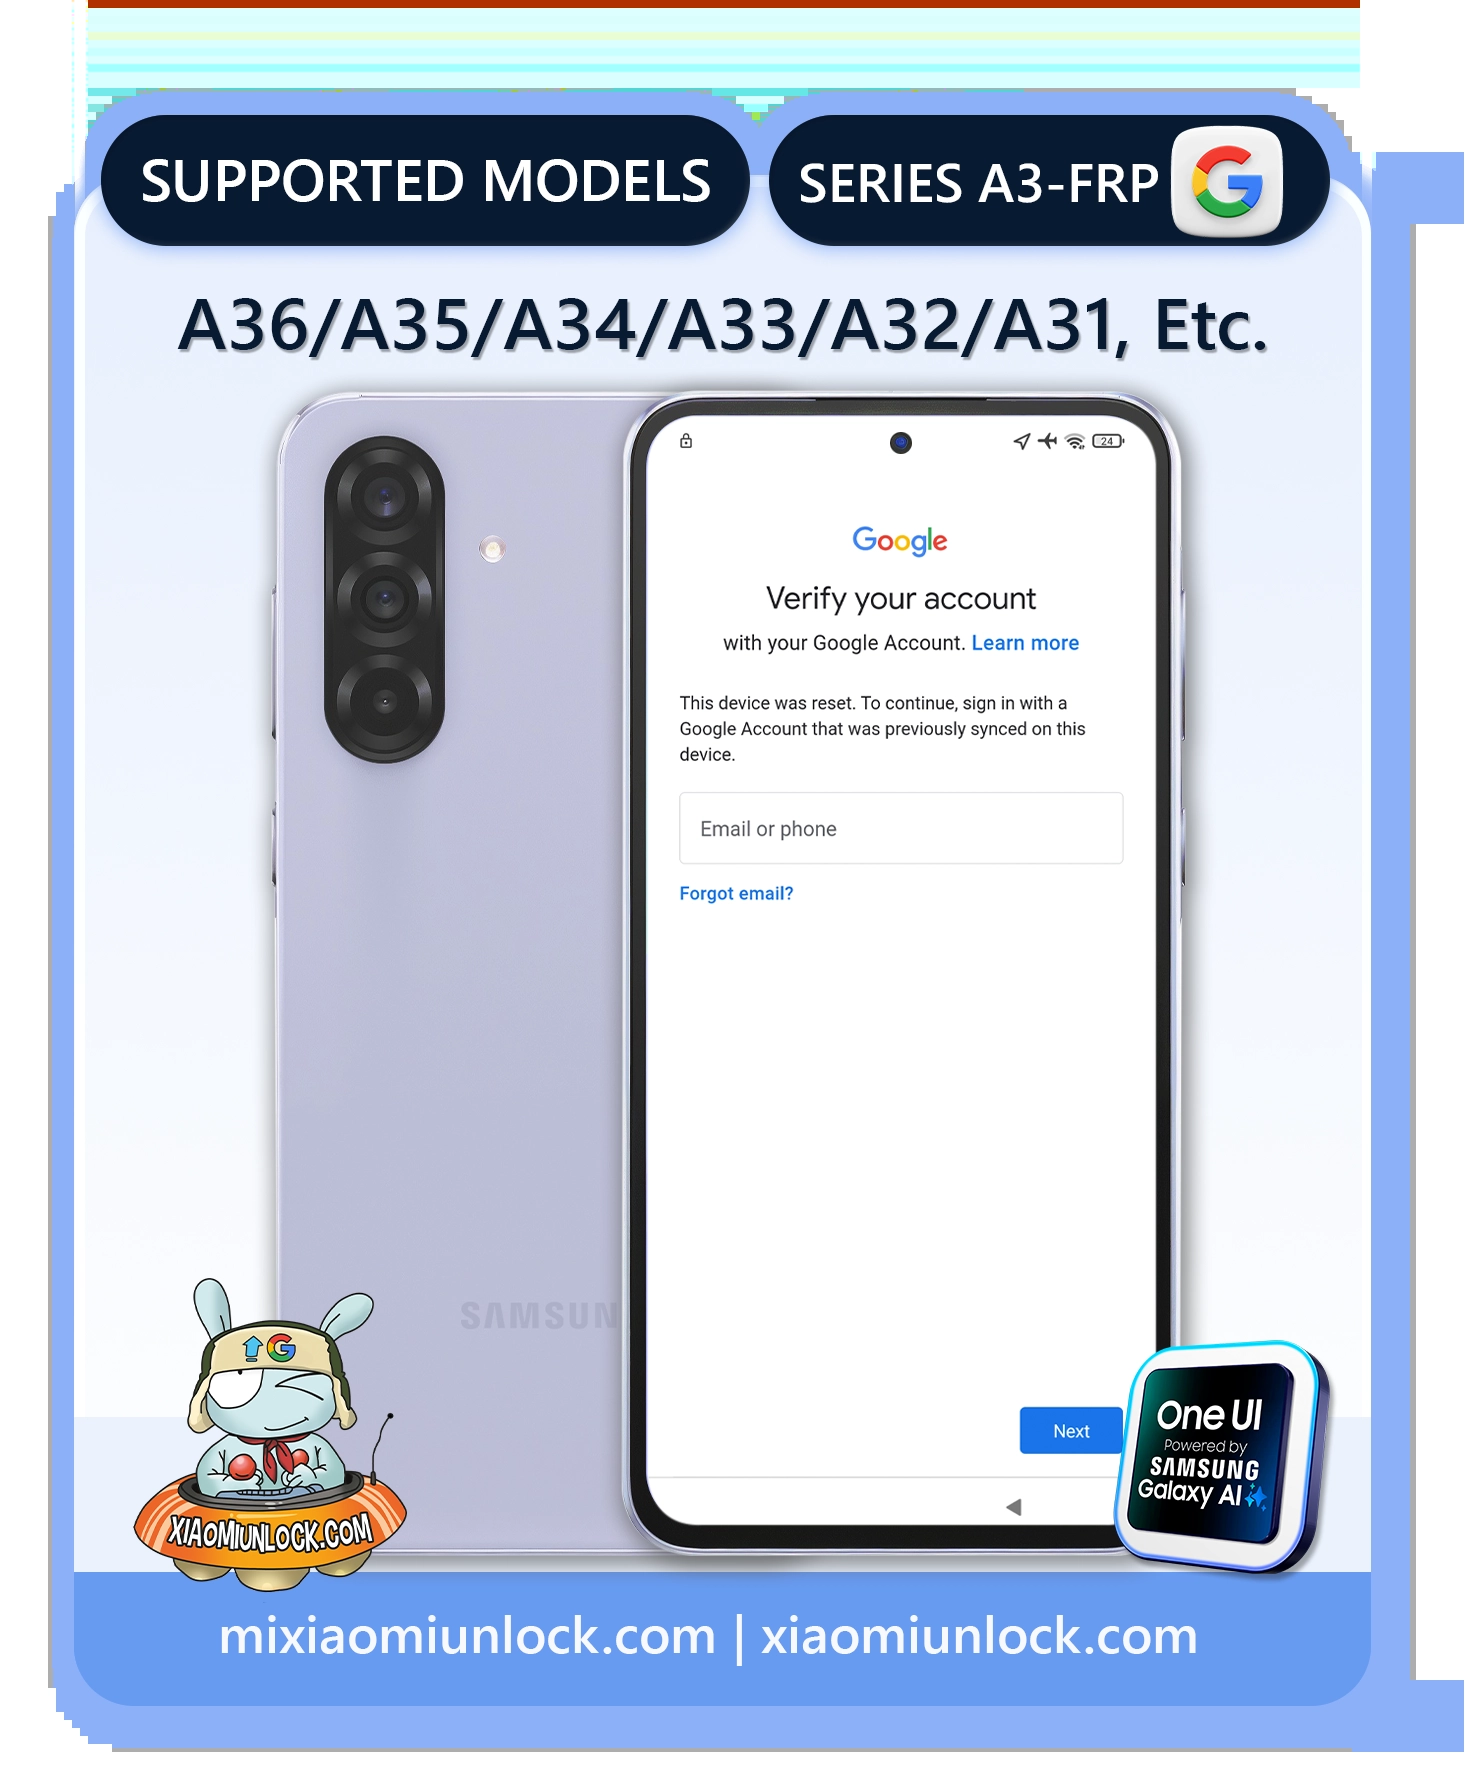 SUPPORTED MODELS
SERIES A3-FRP G
A36/A35/A34/A33/A32/A31, Etc.
24
Google
Verify your account
with your Google Account. Learn more
This device was reset. To continue, sign in with a
Google Account that was previously synced on this
device.
Email or phone
Forgot email?
SAMSUN
G
Next
One UI
Powered by
SAMSUNG
Galaxy AI
XIAOMIUNLOCK.COM
mixiaomiunlock.com | xiaomiunlock.com